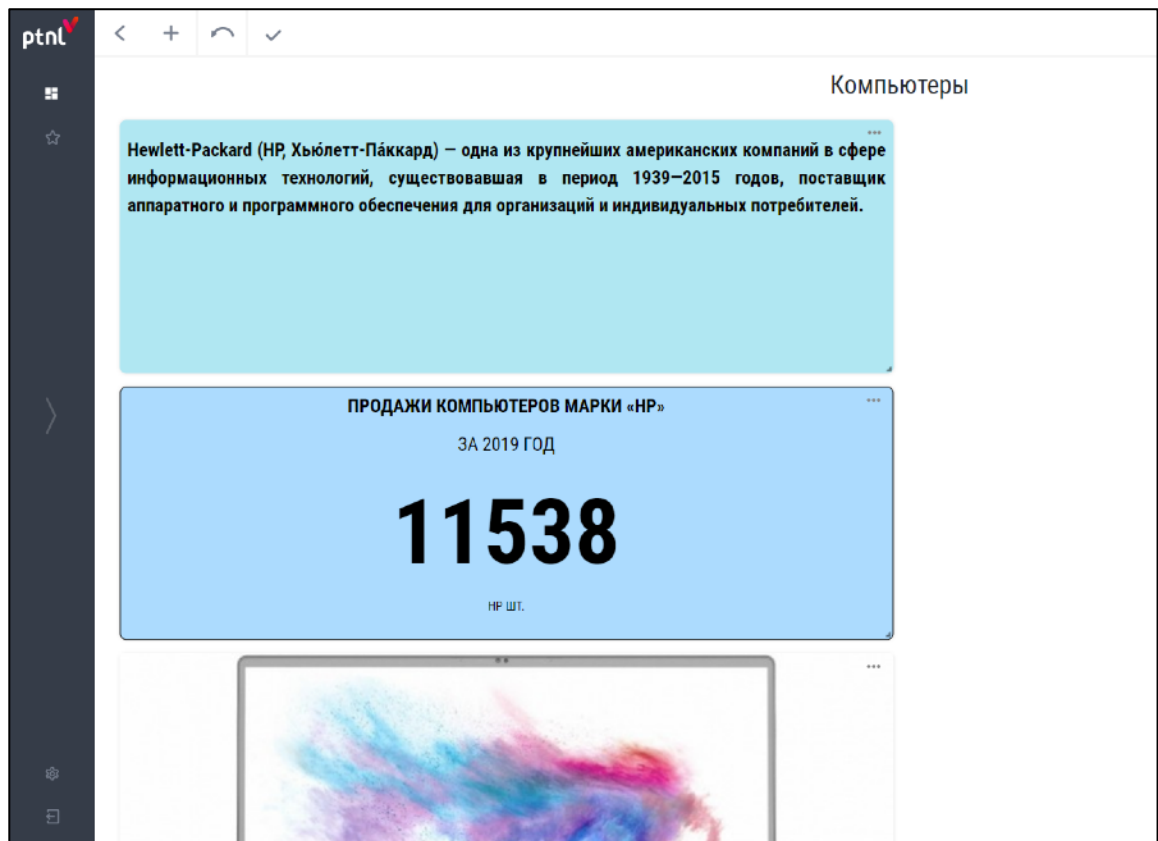 ptnl
Компьютеры
Hewlett-Packard (HP, Хью́летт-Па́ккард) — одна из крупнейших американских компаний в сфере
информационных технологий, существовавшая в период 1939—2015 годов, поставщик
аппаратного и программного обеспечения для организаций и индивидуальных потребителей.
ПРОДАЖИ КОМПЬЮТЕРОВ МАРКИ «HP»
ЗА 2019 ГОД
11538
HP ШТ.